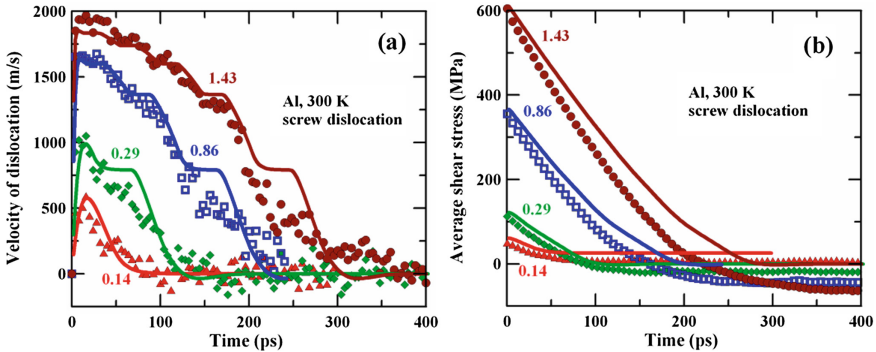 2000
1500
1000
500
0
Velocity of dislocation (m/s)
(a)
1.43
0.86
0.29
0.14
Al, 300 K
screw dislocation
0 100 200 300 400
Time (ps)
600
400
200
0
Average shear stress (MPa)
(b)
1.43
0.86
0.29
0.14
Al, 300 K
screw dislocation
0 100 200 300 400
Time (ps)